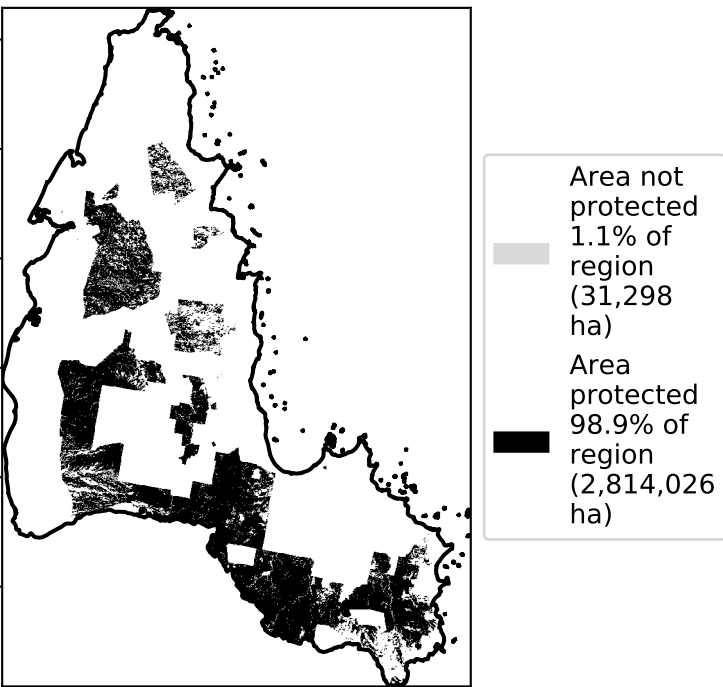 Area not
protected
1.1% of
region
(31,298
ha)
Area
protected
98.9% of
region
(2,814,026
ha)